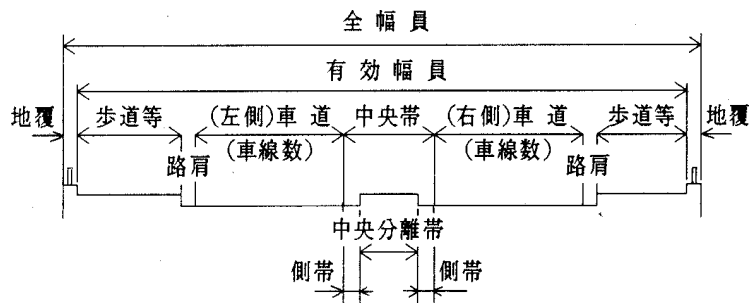 全 幅 員
有 効 幅 員
地覆 歩道等 (左側)車 道 中央帯 (右側)車 道 歩道等 地覆
路肩 (車線数) (車線数) 路肩
中央分離帯
側帯 側帯